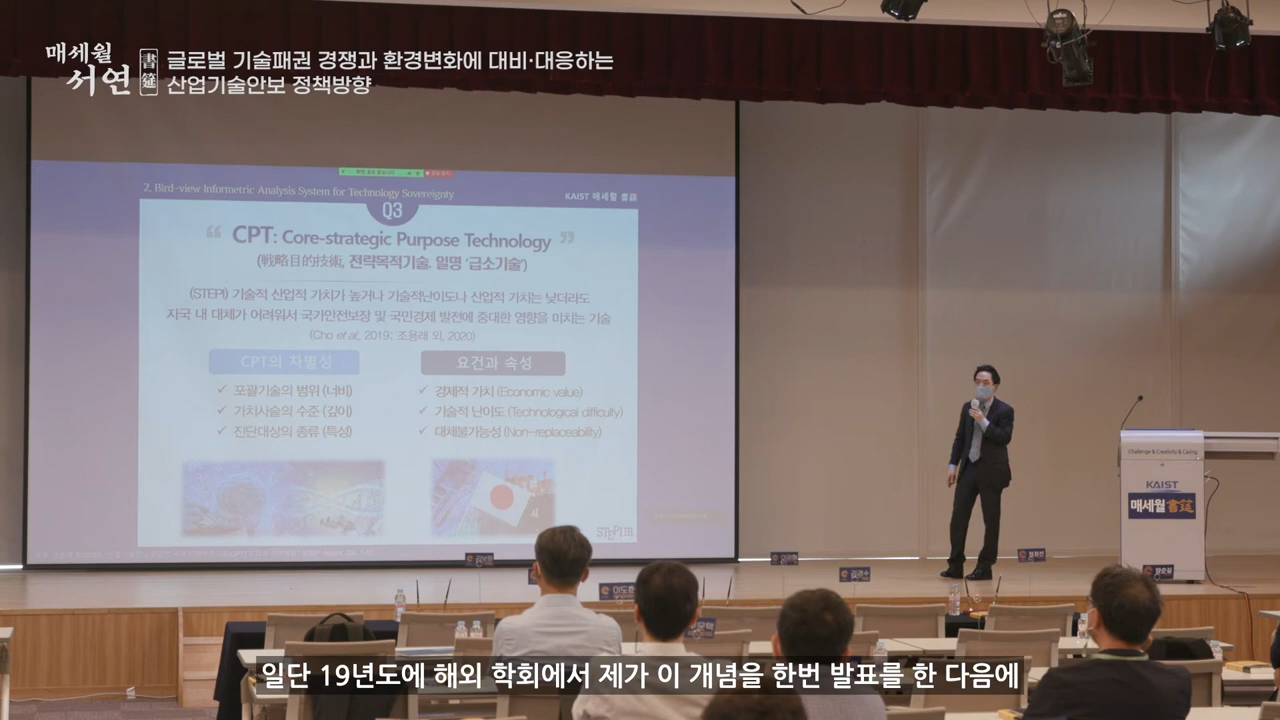 매세월
서연
書筵
글로벌 기술패권 경쟁과 환경변화에 대비·대응하는
산업기술안보 정책방향
2. Bird-view Informetric Analysis System for Technology Sovereignty
KAIST 매세월 書筵
Q3
“ CPT: Core-strategic Purpose Technology ”
(戦略目的技術, 전략목적기술. 일명 ‘급소기술’)
(STEPI) 기술적 산업적 가치가 높거나 기술적난이도나 산업적 가치는 낮더라도
자국 내 대체가 어려워서 국가안전보장 및 국민경제 발전에 중대한 영향을 미치는 기술
(Cho et al., 2019; 조용래 외, 2020)
CPT의 차별성
요건과 속성
✓ 포괄기술의 범위 (너비)
✓ 가치사슬의 수준 (깊이)
✓ 진단대상의 종류 (특성)
✓ 경제적 가치 (Economic value)
✓ 기술적 난이도 (Technological difficulty)
✓ 대체불가능성 (Non-replaceability)
STEPI
Challenge & Creativity & Caring
KAIST
매세월 書筵
일단 19년도에 해외 학회에서 제가 이 개념을 한번 발표를 한 다음에